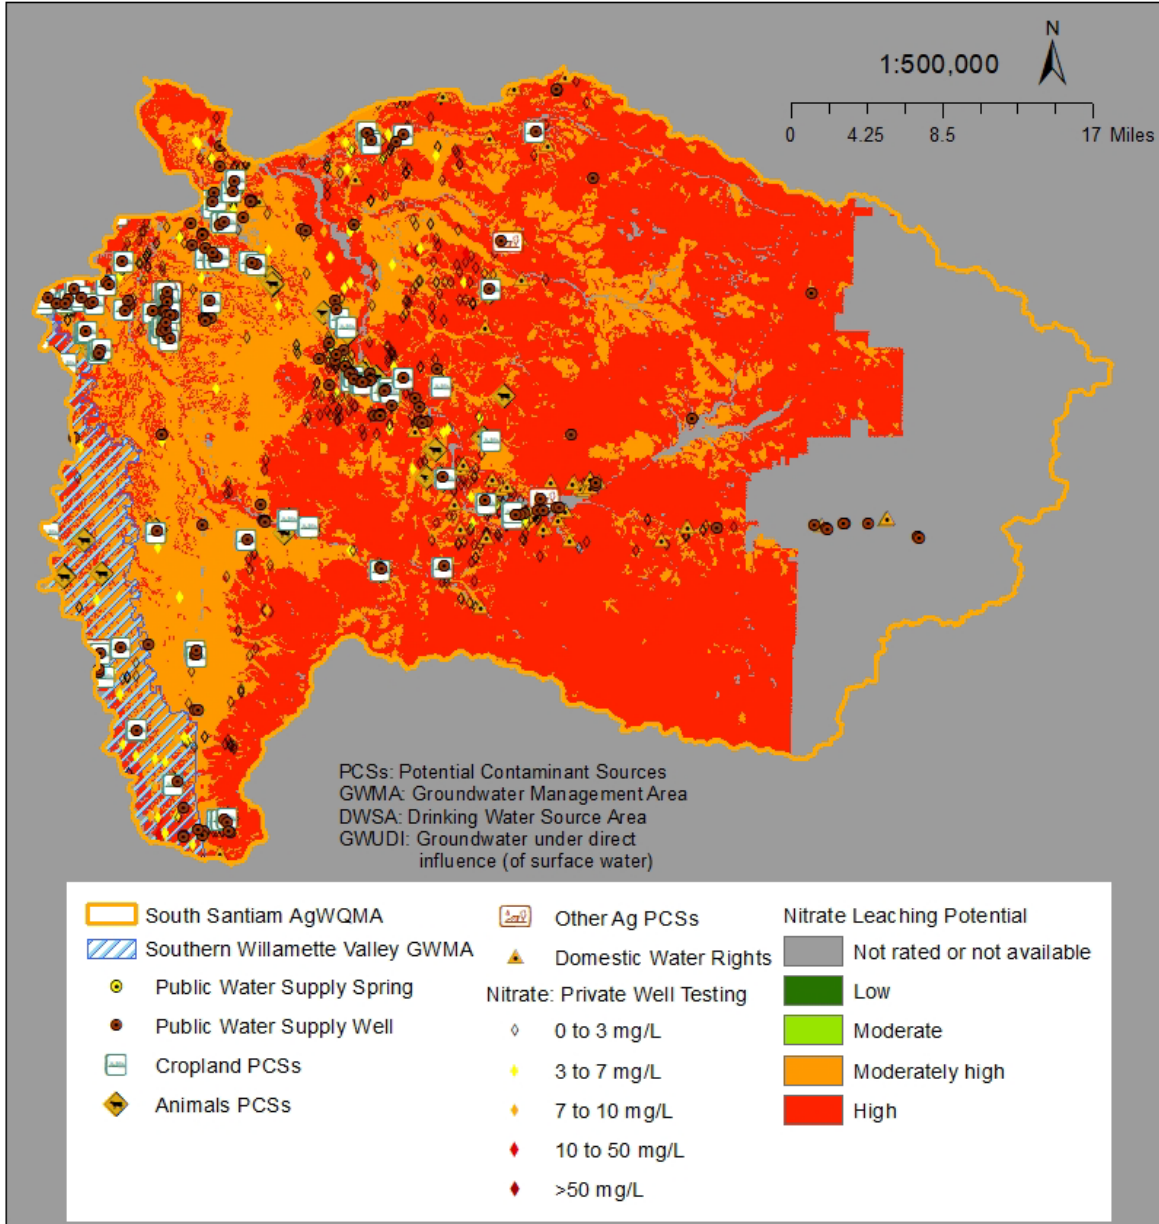 N
1:500,000
0 4.25 8.5 17 Miles
PCSs: Potential Contaminant Sources
GWMA: Groundwater Management Area
DWSA: Drinking Water Source Area
GWUDI: Groundwater under direct
influence (of surface water)
South Santiam AgWQMA
Southern Willamette Valley GWMA
Public Water Supply Spring
Public Water Supply Well
Cropland PCSs
Animals PCSs
Other Ag PCSs
Domestic Water Rights
Nitrate: Private Well Testing
0 to 3 mg/L
3 to 7 mg/L
7 to 10 mg/L
10 to 50 mg/L
>50 mg/L
Nitrate Leaching Potential
Not rated or not available
Low
Moderate
Moderately high
High